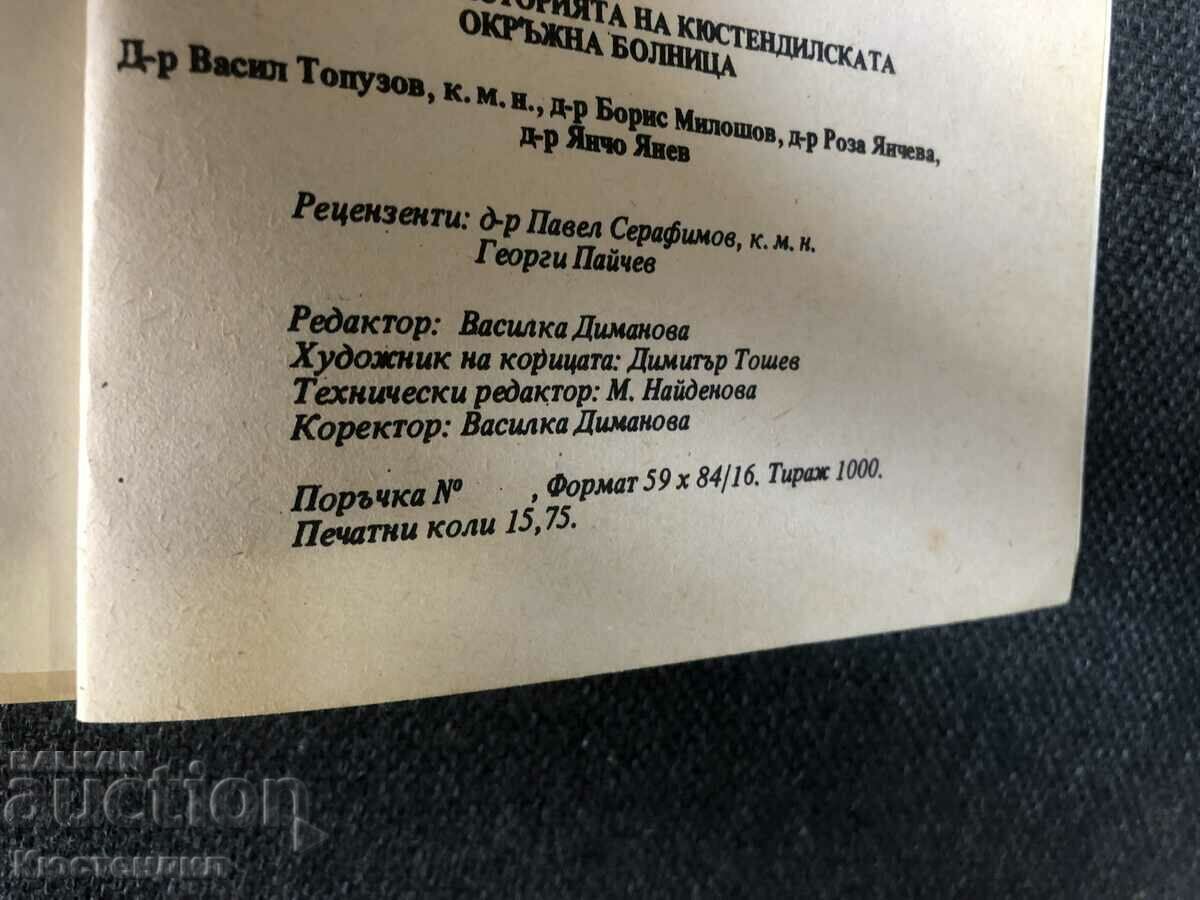 НА КЮСТЕНДИЛСКАТА
ОКРЪЖНА БОЛНИЦА
Д-р Васил Топузов, к. м. н., д-р Борис Милошов, д-р Роза Янчева,
д-р Янчо Янев
Рецензенти: д-р Павел Серафимов, к. м. н.
Георги Пайчев
Редактор: Василка Диманова
Художник на корицата: Димитър Тошев
Технически редактор: М. Найденова
Коректор: Василка Диманова
Поръчка № , Формат 59 x 84/16. Тираж 1000.
Печатни коли 15,75.
BALKAN
auction
Кюстендил